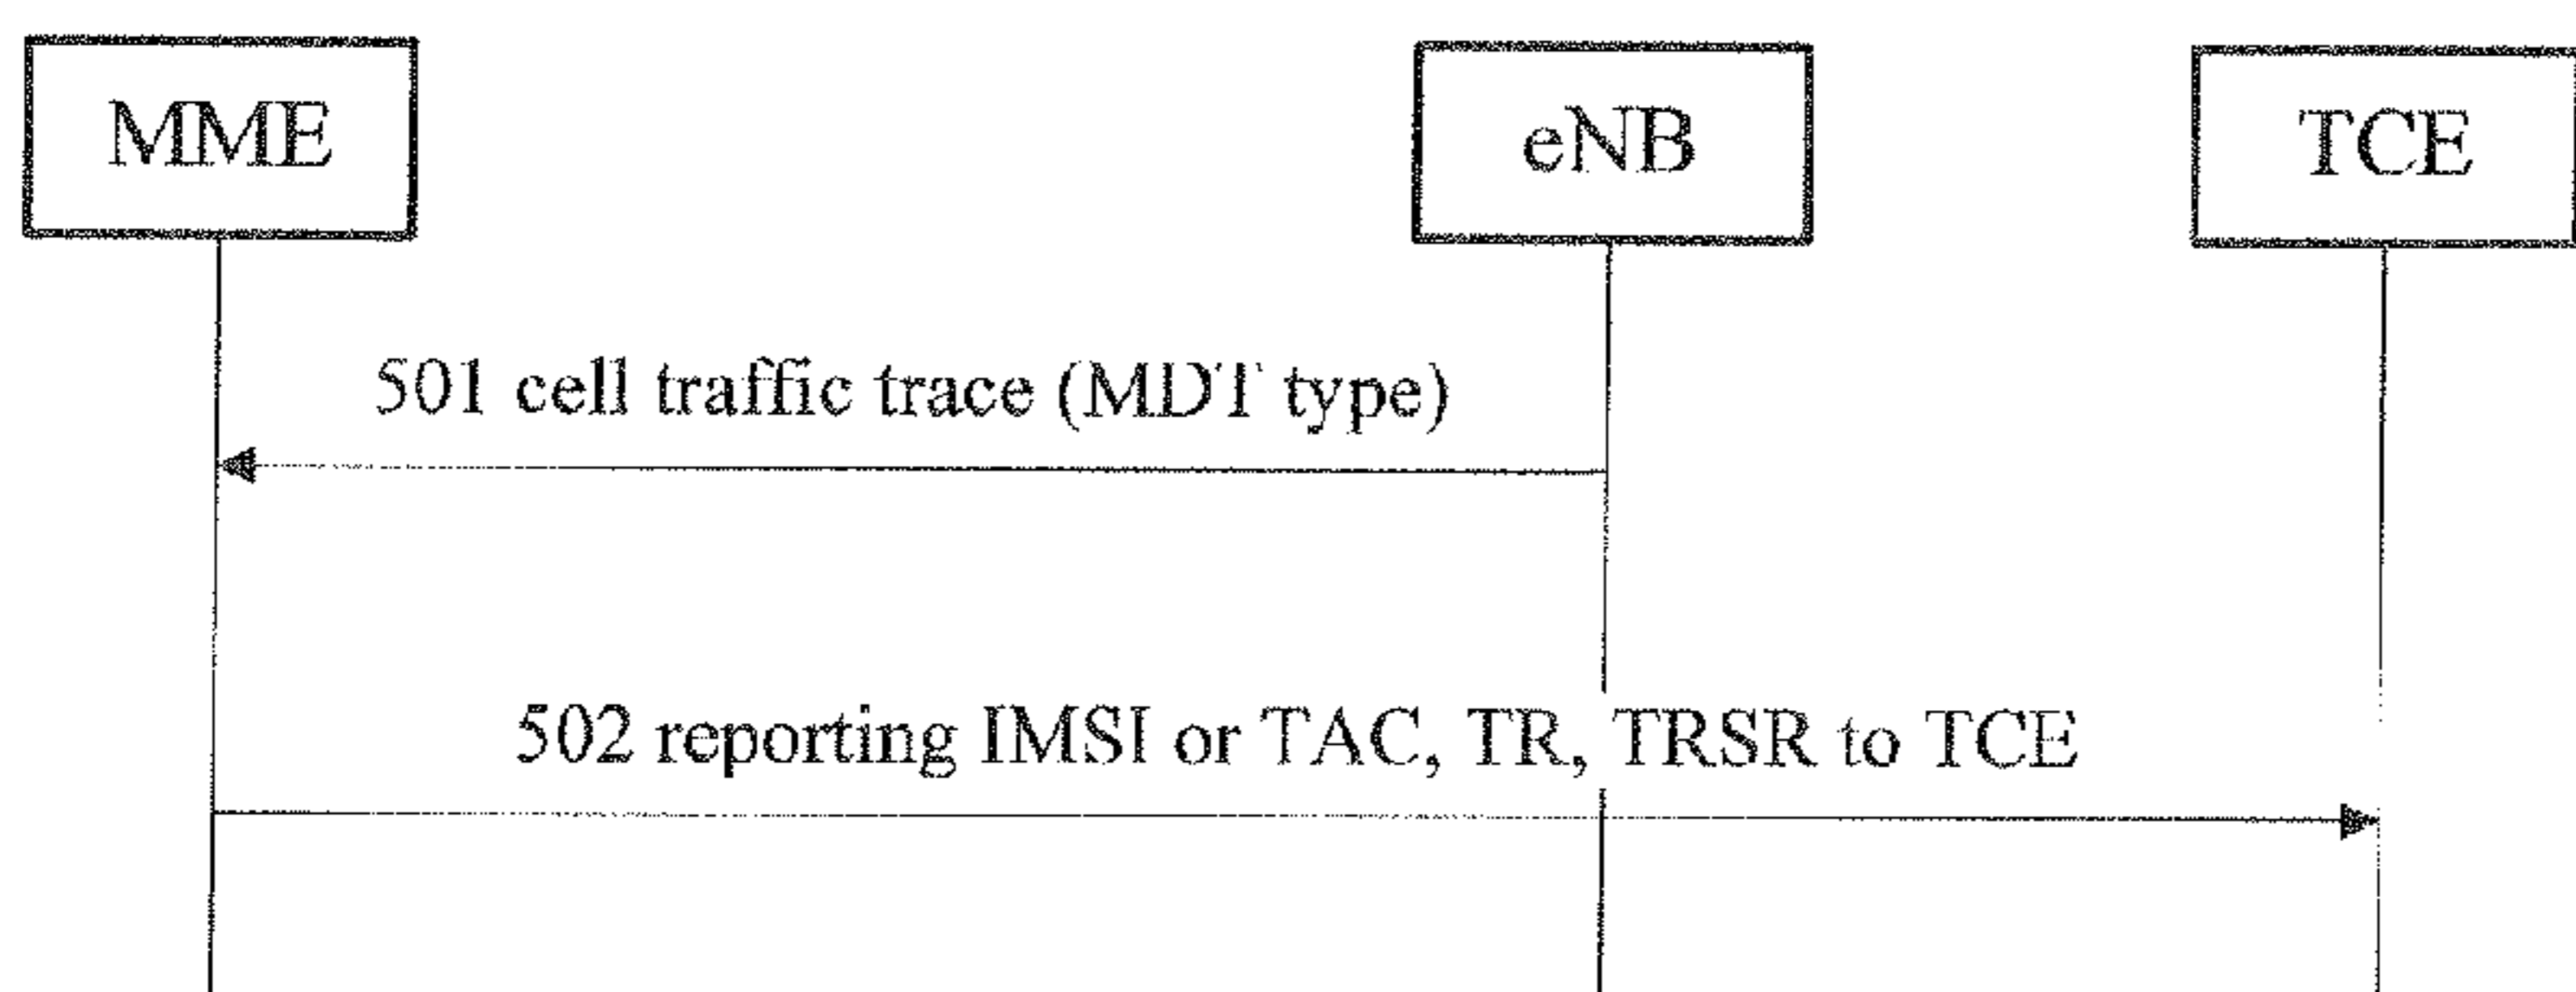 MME
eNB
TCE
501 cell traffic trace (MDT type)
502 reporting IMSI or TAC, TR, TRSR to TCE